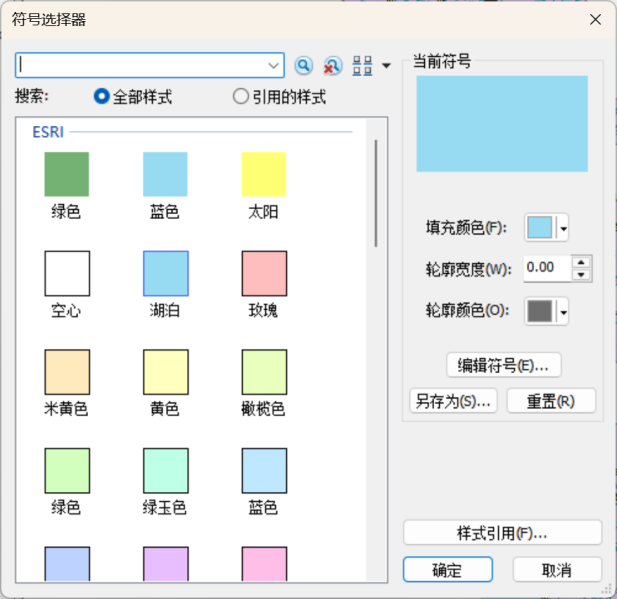 符号选择器
搜索:
全部样式
引用的样式
ESRI
绿色
蓝色
太阳
空心
湖泊
玫瑰
米黄色
黄色
橄榄色
绿色
绿玉色
蓝色
当前符号
填充颜色(F):
轮廓宽度(W):
0.00
轮廓颜色(O):
编辑符号(E)...
另存为(S)...
重置(R)
样式引用(F)...
确定
取消